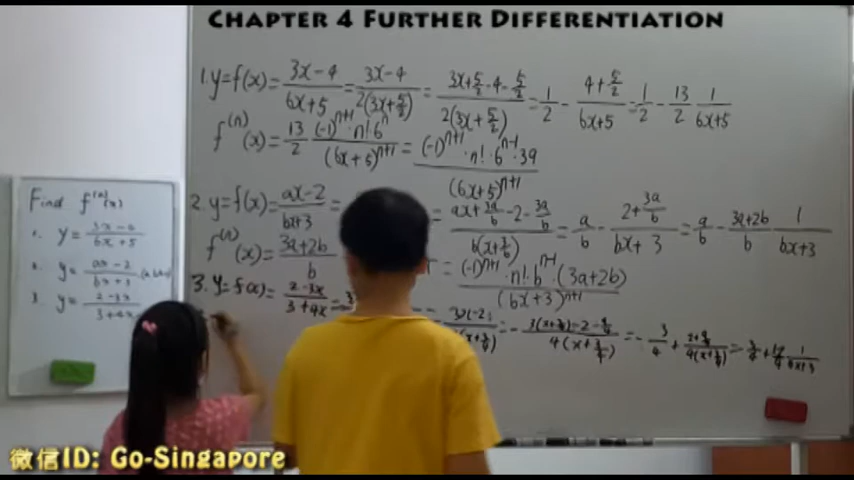 CHAPTER 4 FURTHER DIFFERENTIATION
1. y=f(x)= (3x-4)/(6x+5) = (3x-4)/(2(3x+5/2)) = (3x+5/2-4-5/2)/(2(3x+5/2)) = 1/2 - (4+5/2)/(6x+5) = 1/2 - 13/2 1/(6x+5)
f^(n)(x)= 13/2 (-1)^(n+1)·n!·6^n/(6x+5)^(n+1) = (-1)^(n+1)·n!·6^(n-1)·39/(6x+5)^(n+1)
Find f^(n)(x)
1. y= (3x-4)/(6x+5)
2. y= (ax-2)/(bx+3)
3. y= (2-3x)/(3+4x)
2. y=f(x)= (ax-2)/(bx+3) = = (ax+3a/b-2-3a/b)/(b(x+3/b)) = a/b - (2+3a/b)/(bx+3) = a/b - (3a+2b)/b 1/(bx+3)
f^(n)(x)= (3a+2b)/b = (-1)^(n+1)·n!·b^(n-1)·(3a+2b)/(bx+3)^(n+1)
3. y=f(x)= (2-3x)/(3+4x) =
微信ID: Go-Singapore